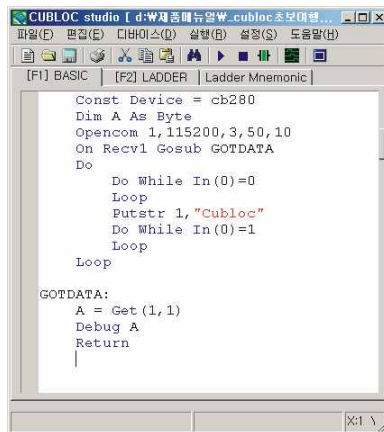 CUBLOC studio [ d:\제품메뉴얼\_cubloc초보여행...
파일(F) 편집(E) 디바이스(D) 실행(R) 설정(S) 도움말(H)
[F1] BASIC [F2] LADDER Ladder Mnemonic
Const Device = cb280
Dim A As Byte
Opencom 1,115200,3,50,10
On Recv1 Gosub GOTDATA
Do
Do While In(0)=0
Loop
Putstr 1,"Cubloc"
Do While In(0)=1
Loop
Loop
GOTDATA:
A = Get(1,1)
Debug A
Return
X:1